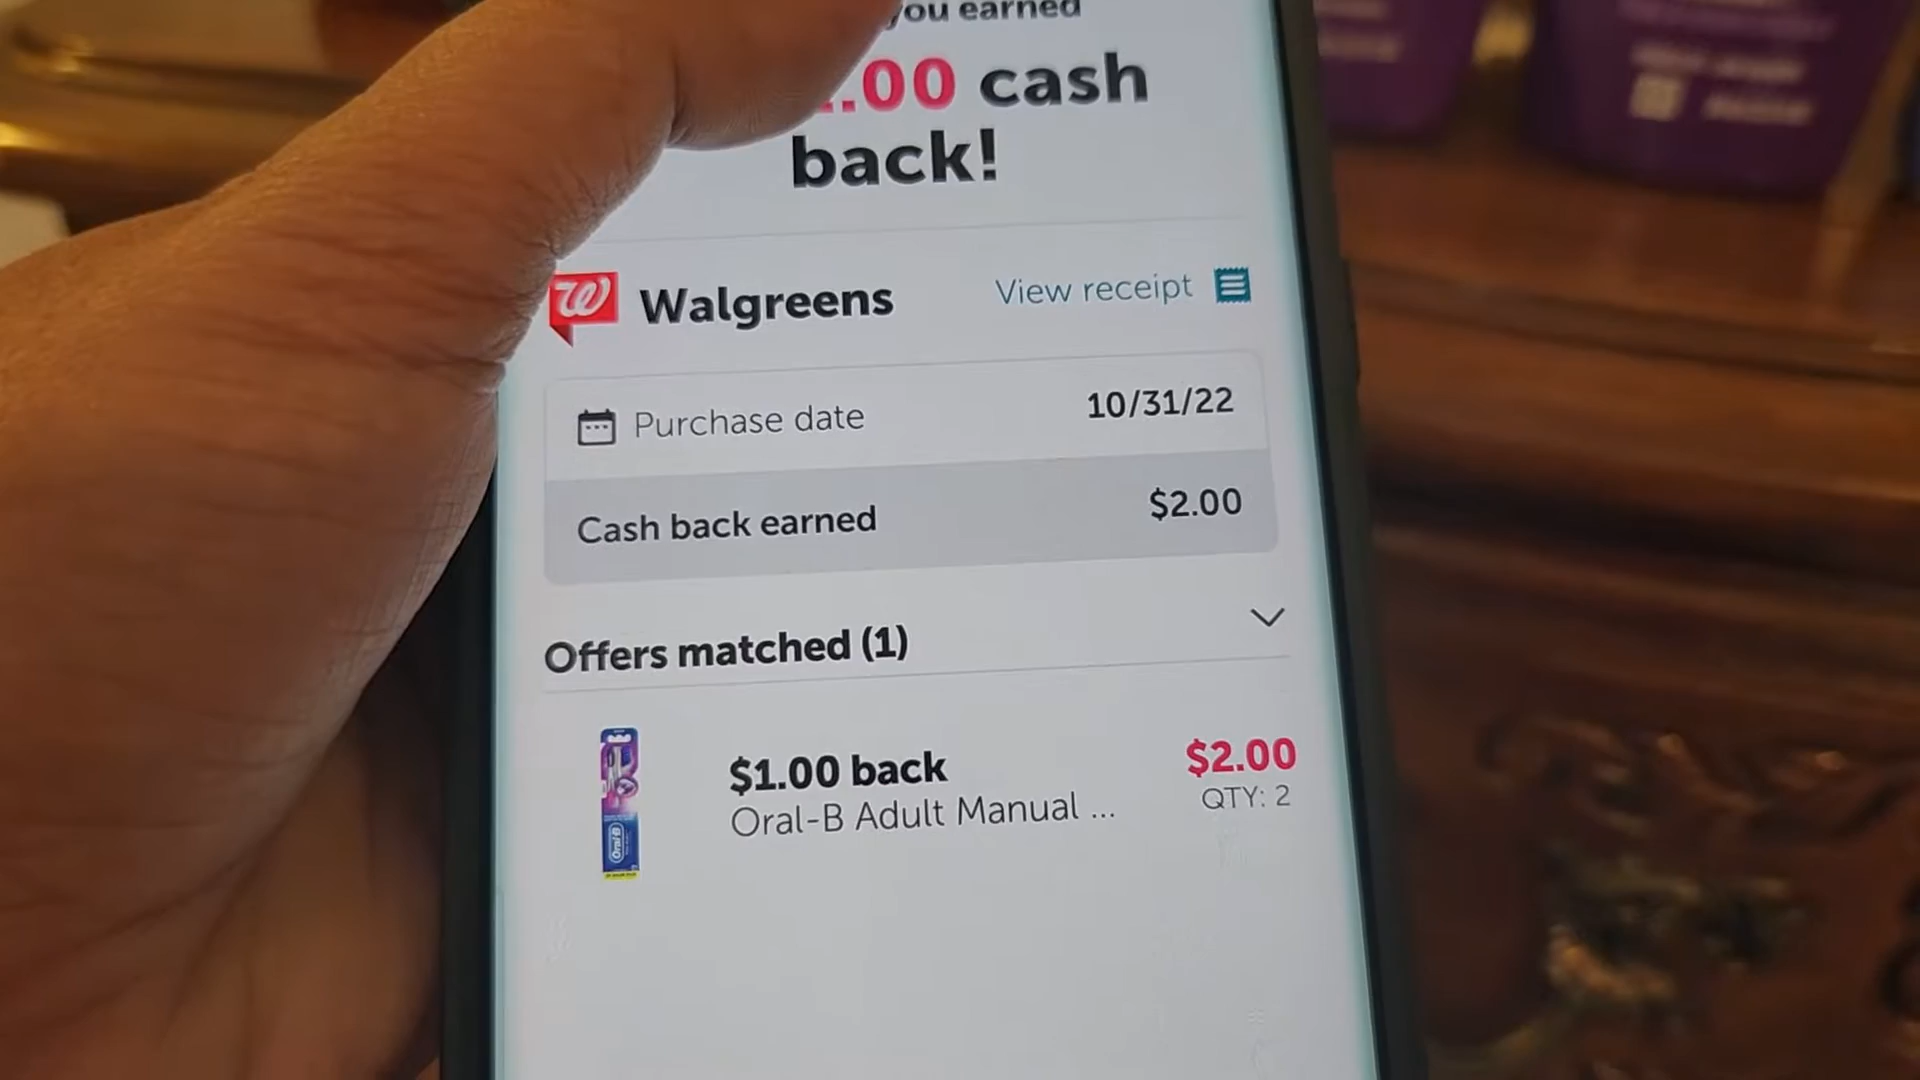 you earned
.00 cash
back!
Walgreens
View receipt
Purchase date
10/31/22
Cash back earned
$2.00
Offers matched (1)
$1.00 back
$2.00
Oral-B Adult Manual ...
QTY: 2
Oral-B